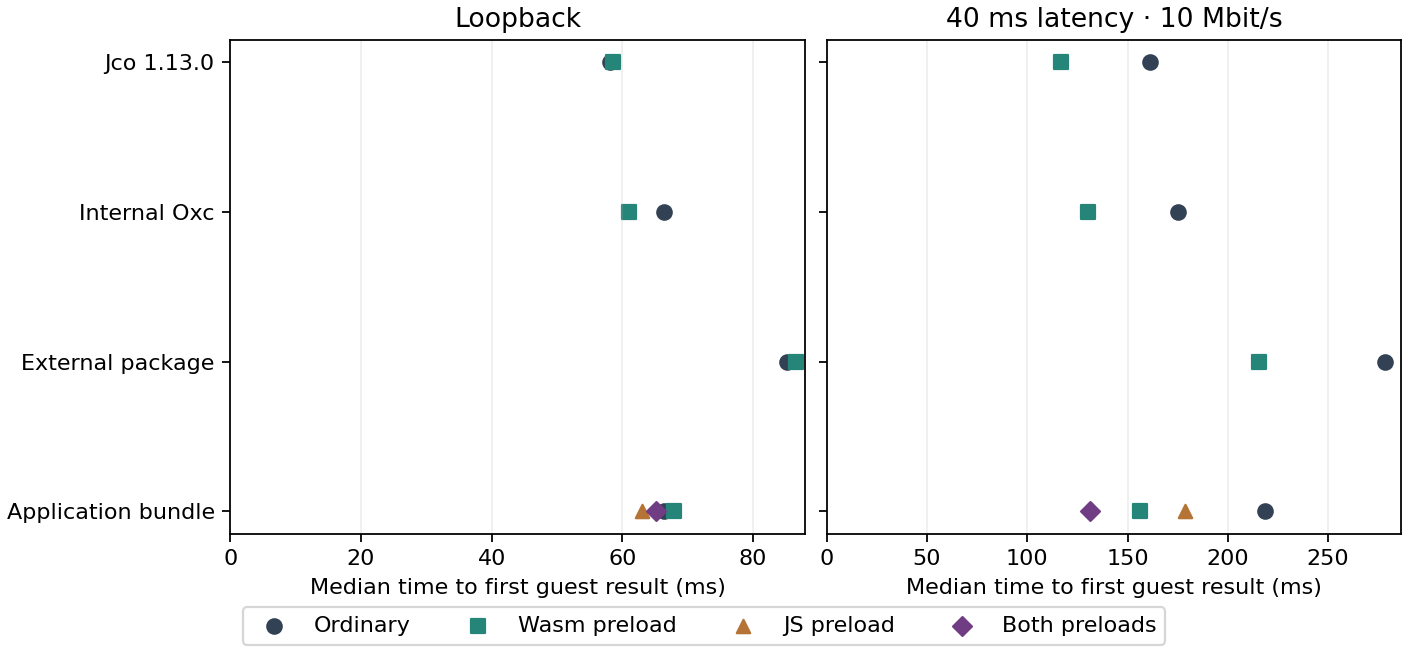 Loopback
40 ms latency · 10 Mbit/s
Jco 1.13.0
Internal Oxc
External package
Application bundle
0 20 40 60 80
0 50 100 150 200 250
Median time to first guest result (ms)
Median time to first guest result (ms)
Ordinary Wasm preload JS preload Both preloads